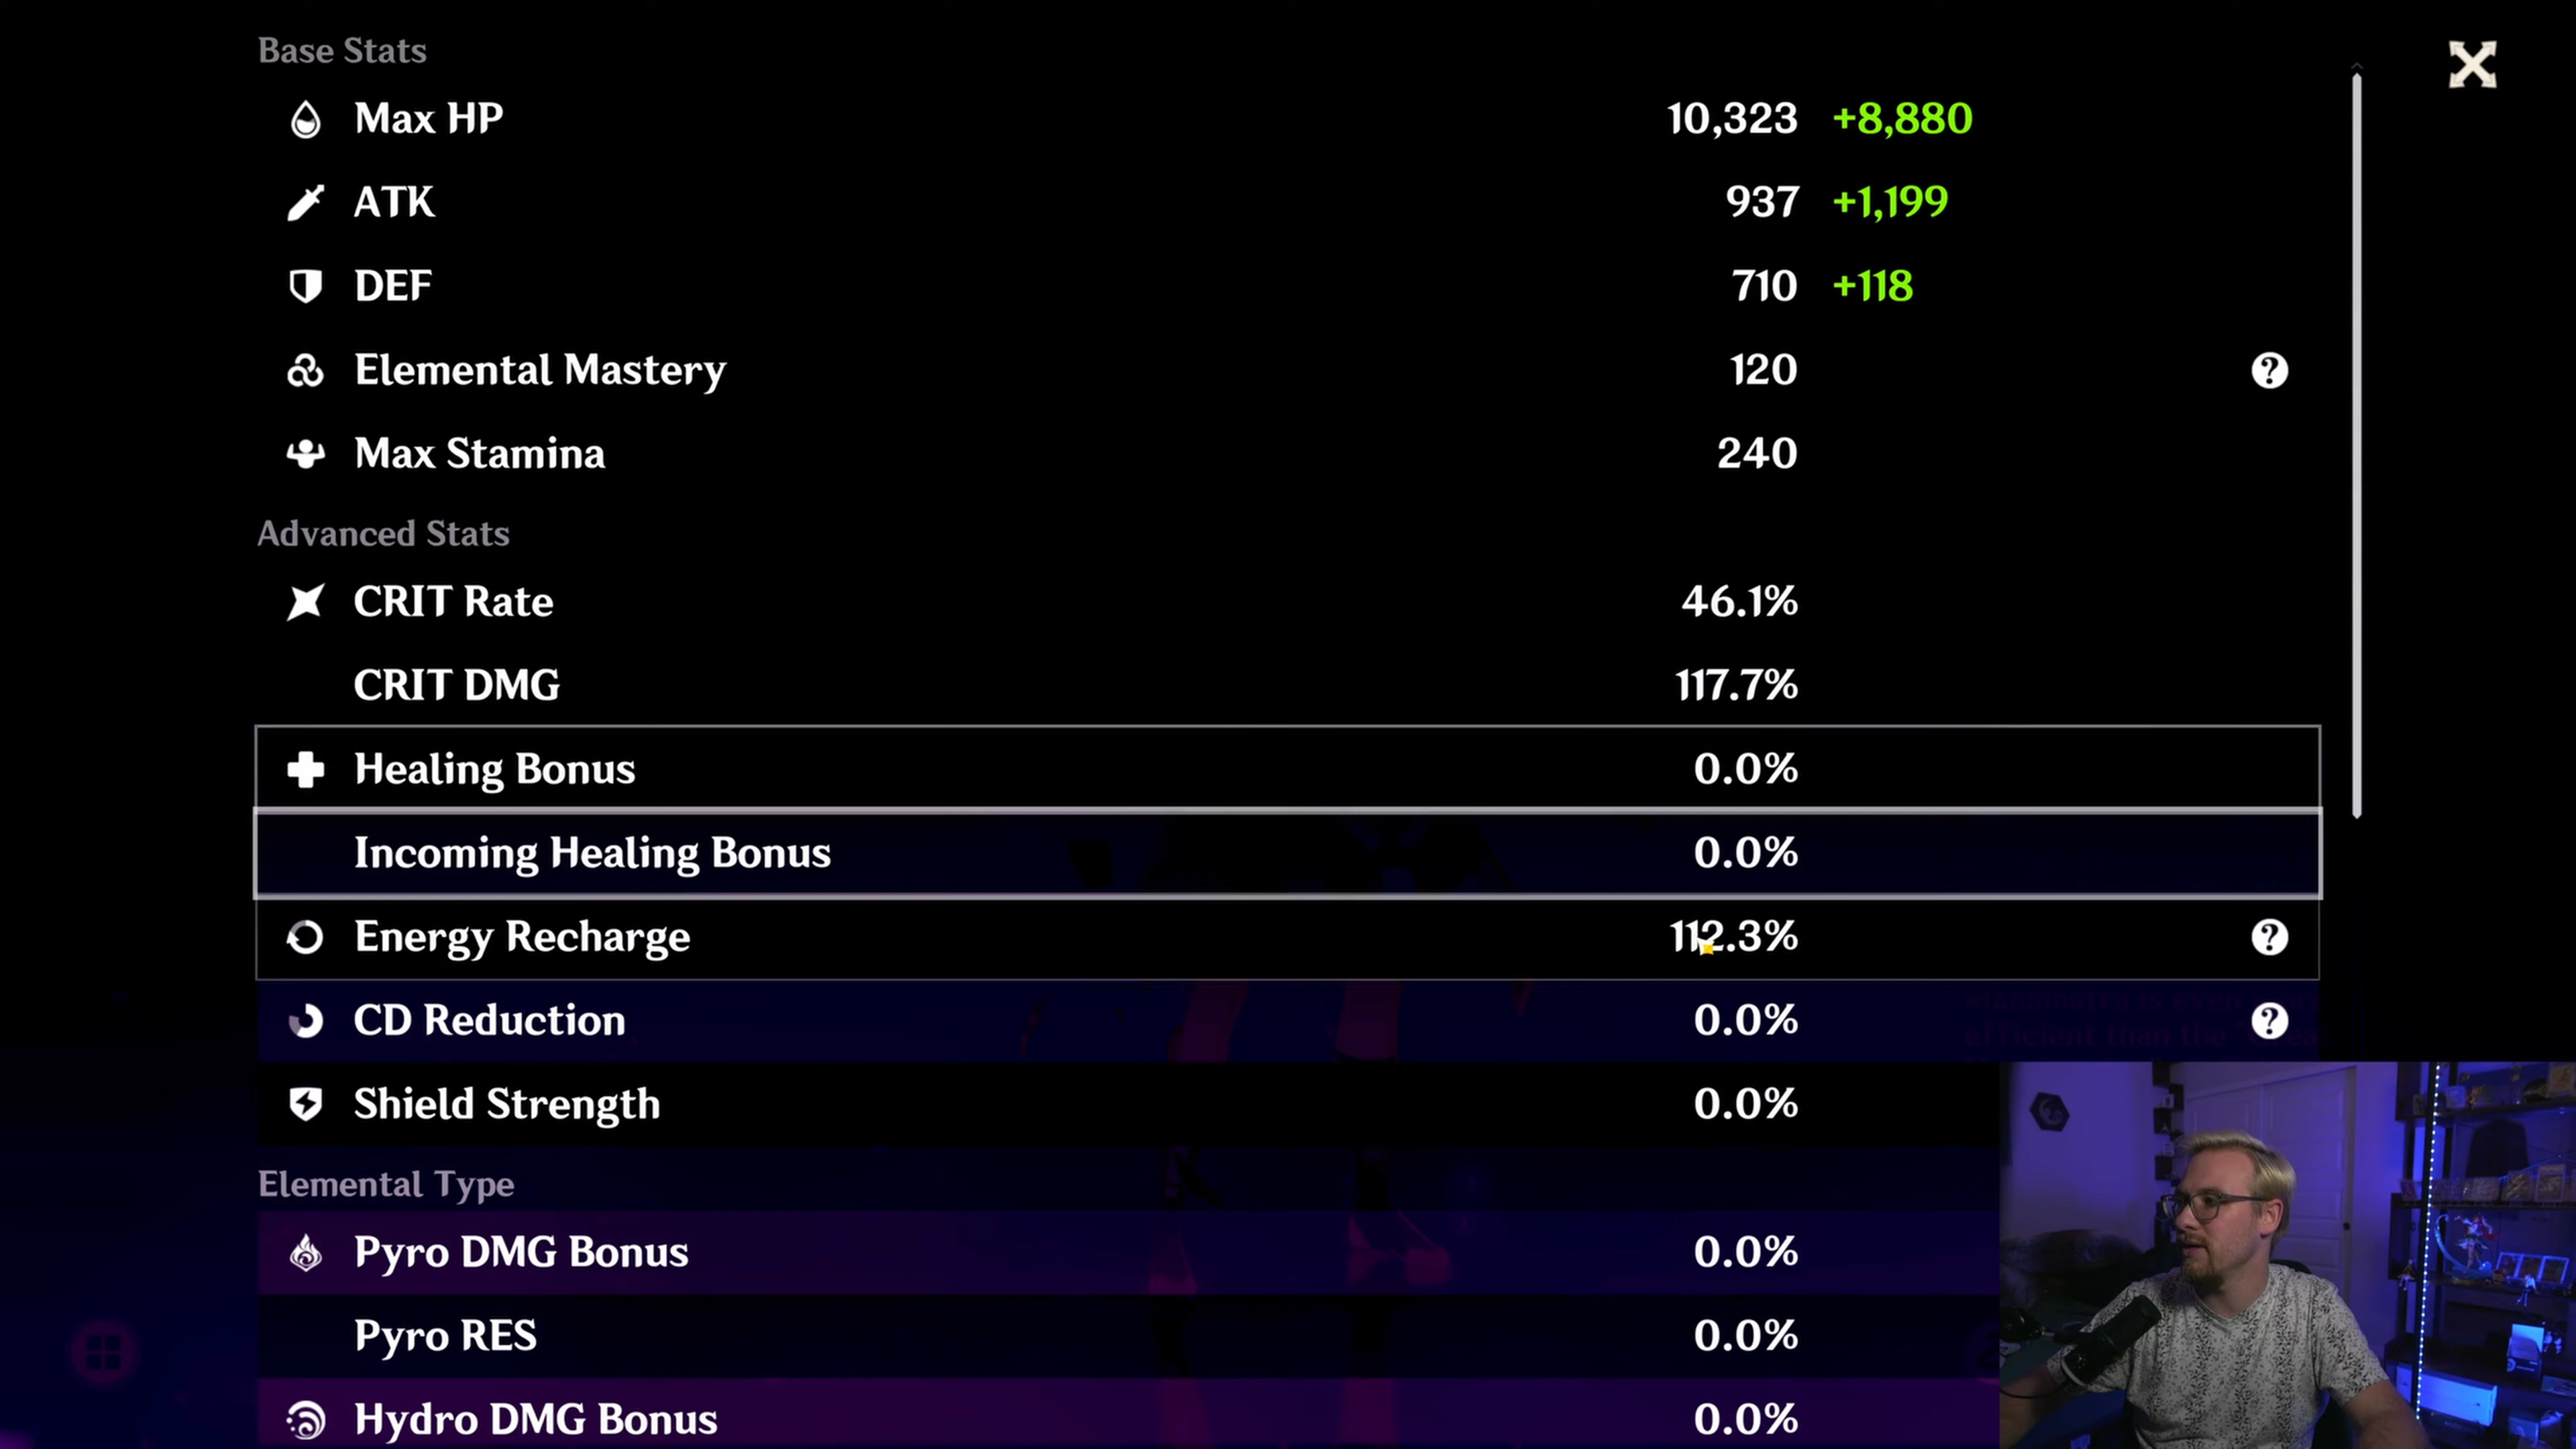 Base Stats
Max HP 10,323 +8,880
ATK 937 +1,199
DEF 710 +118
Elemental Mastery 120 ?
Max Stamina 240
Advanced Stats
CRIT Rate 46.1%
CRIT DMG 117.7%
Healing Bonus 0.0%
Incoming Healing Bonus 0.0%
Energy Recharge 112.3% ?
CD Reduction 0.0% ?
efficient than the
Shield Strength 0.0%
Elemental Type
Pyro DMG Bonus 0.0%
Pyro RES 0.0%
Hydro DMG Bonus 0.0%